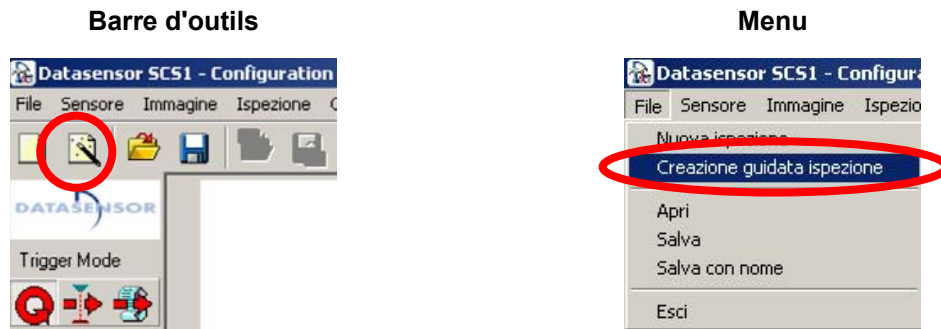 Barre d'outils
Menu
Datasensor SCS1 - Configuration
File Sensore Immagine Ispezione
DATASENSOR
Trigger Mode
Datasensor SCS1 - Configura
File Sensore Immagine Ispezio
Nuova ispezione
Creazione guidata ispezione
Apri
Salva
Salva con nome
Esci